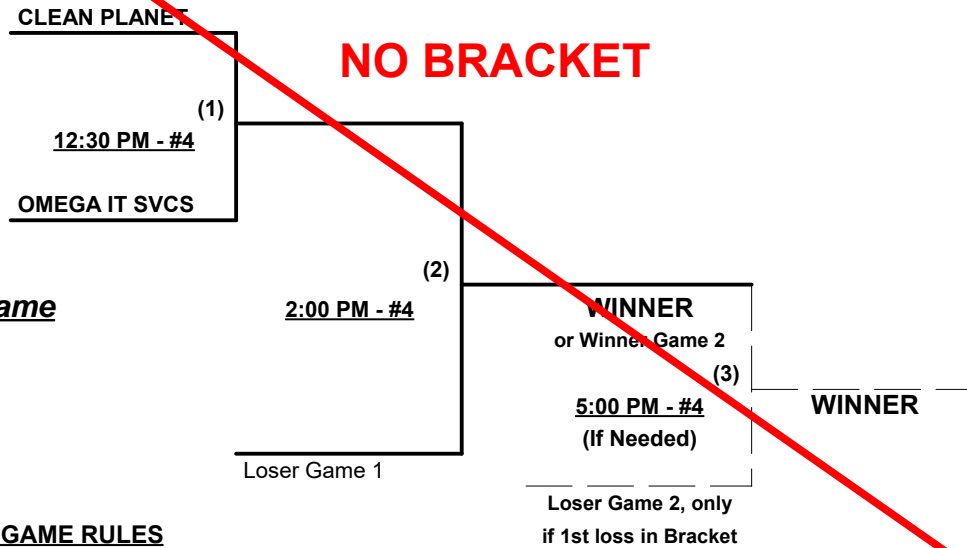 CLEAN PLANET
NO BRACKET
(1)
12:30 PM - #4
OMEGA IT SVCS
(2)
ame
2:00 PM - #4
WINNER
or Winner Game 2
(3)
5:00 PM - #4
WINNER
(If Needed)
Loser Game 1
Loser Game 2, only
GAME RULES
if 1st loss in Bracket